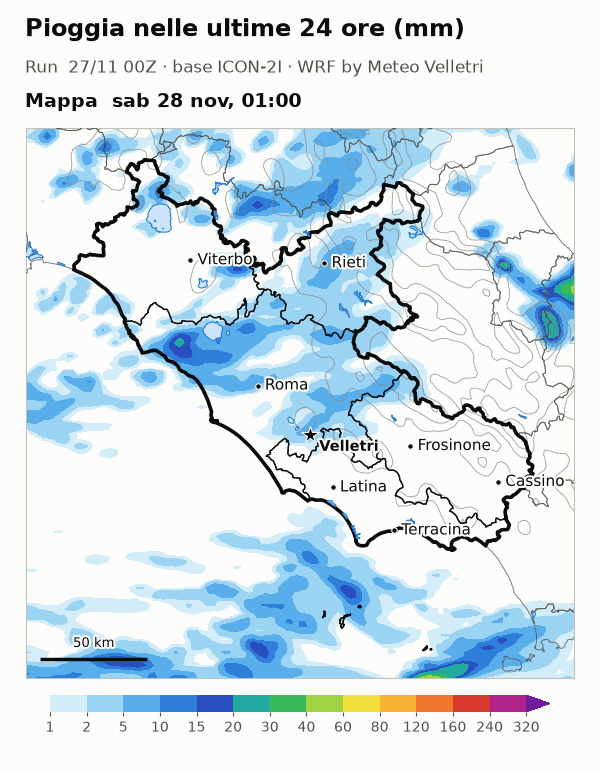 Pioggia nelle ultime 24 ore (mm)
Run  27/11 00Z · base ICON-2I · WRF by Meteo Velletri
Mappa  sab 28 nov, 01:00
Viterbo
Rieti
Roma
Velletri
Frosinone
Cassino
Latina
Terracina
50 km
1 2 5 10 15 20 30 40 60 80 120 160 240 320